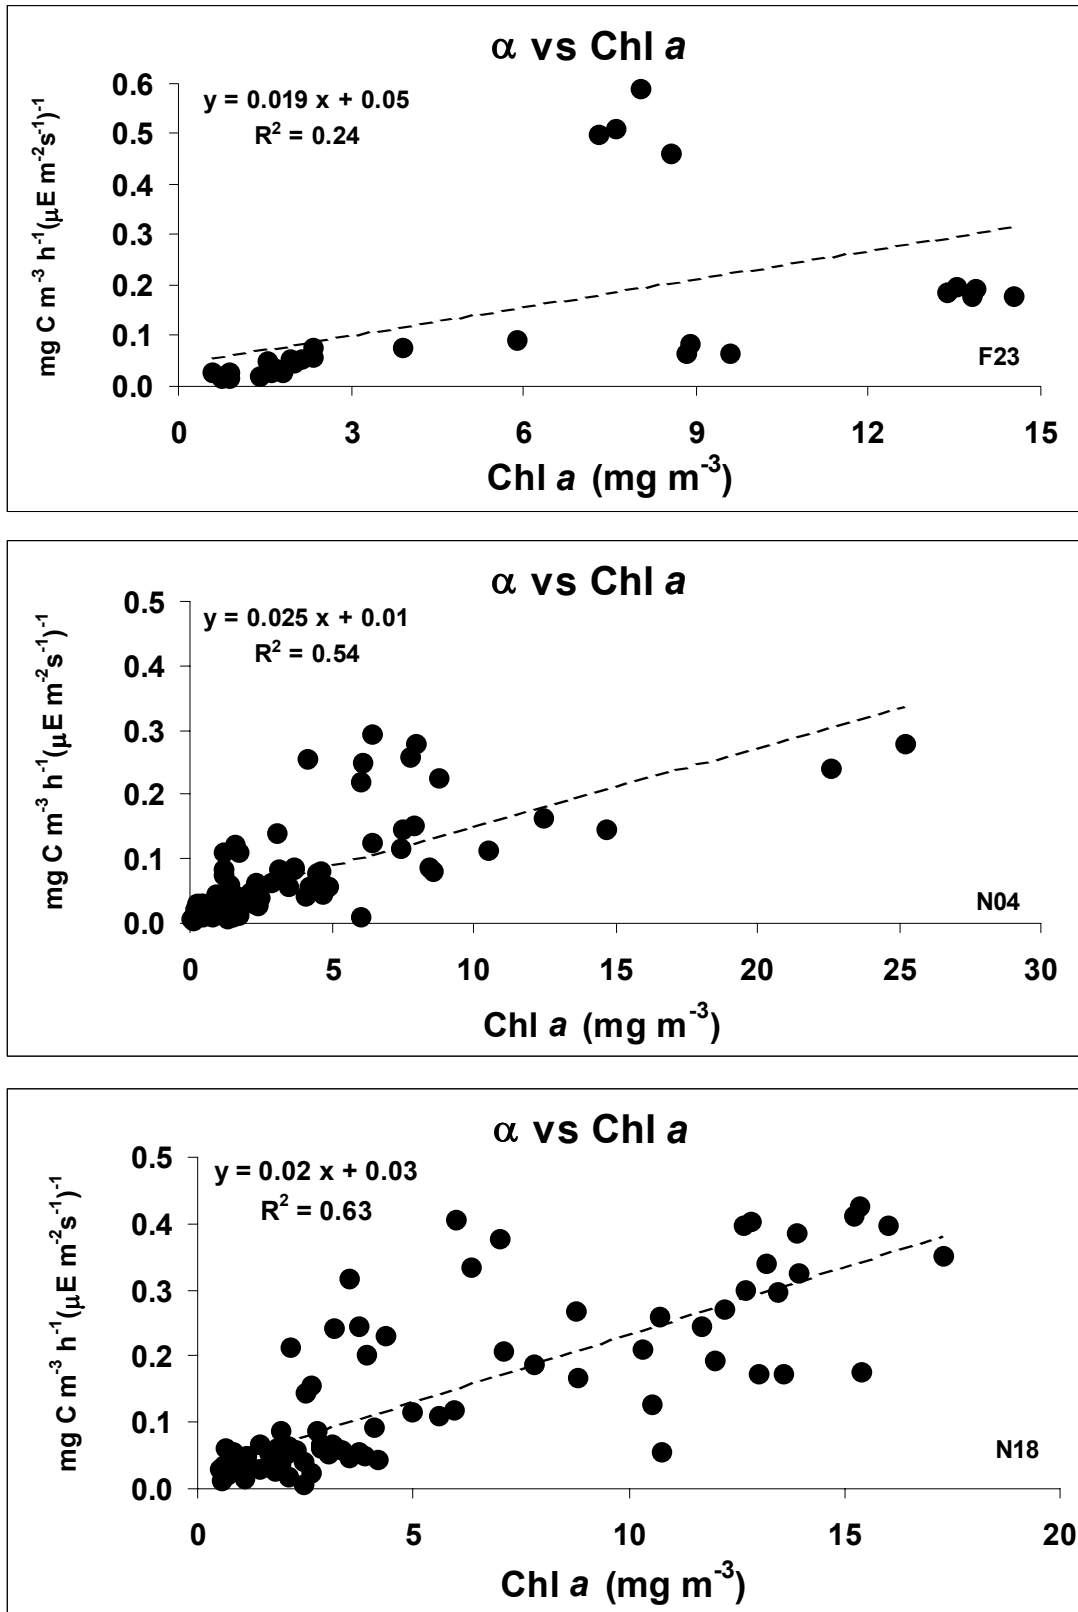 α vs Chl a
y = 0.019 x + 0.05
R² = 0.24
mg C m⁻³ h⁻¹(μE m⁻²s⁻¹)⁻¹
0.6
0.5
0.4
0.3
0.2
0.1
0.0
F23
0 3 6 9 12 15
Chl a (mg m⁻³)
α vs Chl a
y = 0.025 x + 0.01
R² = 0.54
mg C m⁻³ h⁻¹(μE m⁻²s⁻¹)⁻¹
0.5
0.4
0.3
0.2
0.1
0.0
N04
0 5 10 15 20 25 30
Chl a (mg m⁻³)
α vs Chl a
y = 0.02 x + 0.03
R² = 0.63
mg C m⁻³ h⁻¹(μE m⁻²s⁻¹)⁻¹
0.5
0.4
0.3
0.2
0.1
0.0
N18
0 5 10 15 20
Chl a (mg m⁻³)